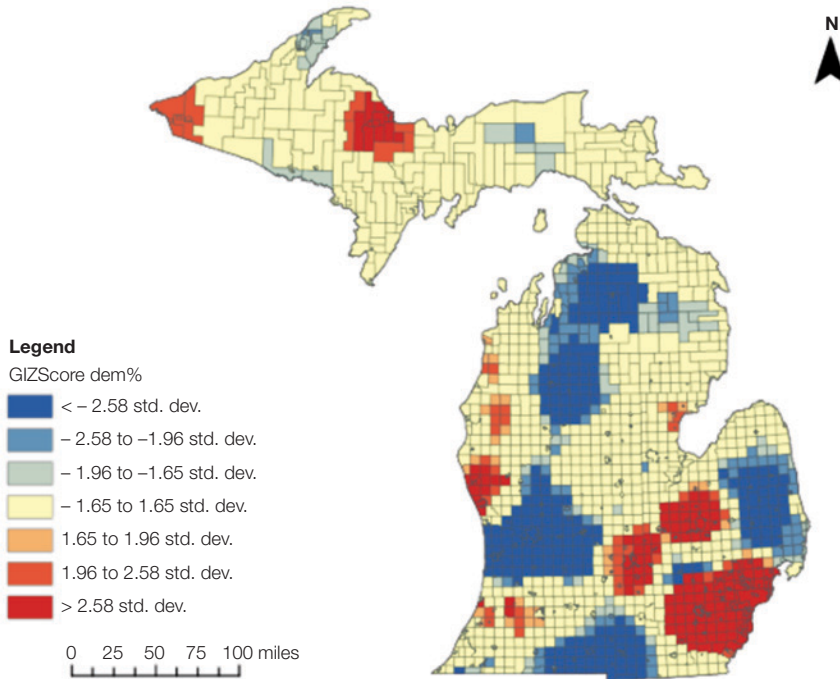 N
Legend
GIZScore dem%
< – 2.58 std. dev.
– 2.58 to –1.96 std. dev.
– 1.96 to –1.65 std. dev.
– 1.65 to 1.65 std. dev.
1.65 to 1.96 std. dev.
1.96 to 2.58 std. dev.
> 2.58 std. dev.
0 25 50 75 100 miles